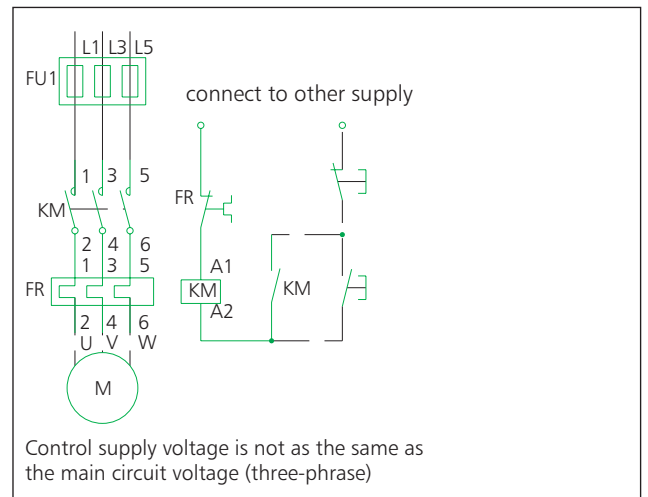 L1 L3 L5
FU1
connect to other supply
1 3 5
KM
FR
2 4 6
1 3 5
A1
FR
KM
KM
A2
2 4 6
U V W
M
Control supply voltage is not as the same as
the main circuit voltage (three-phrase)